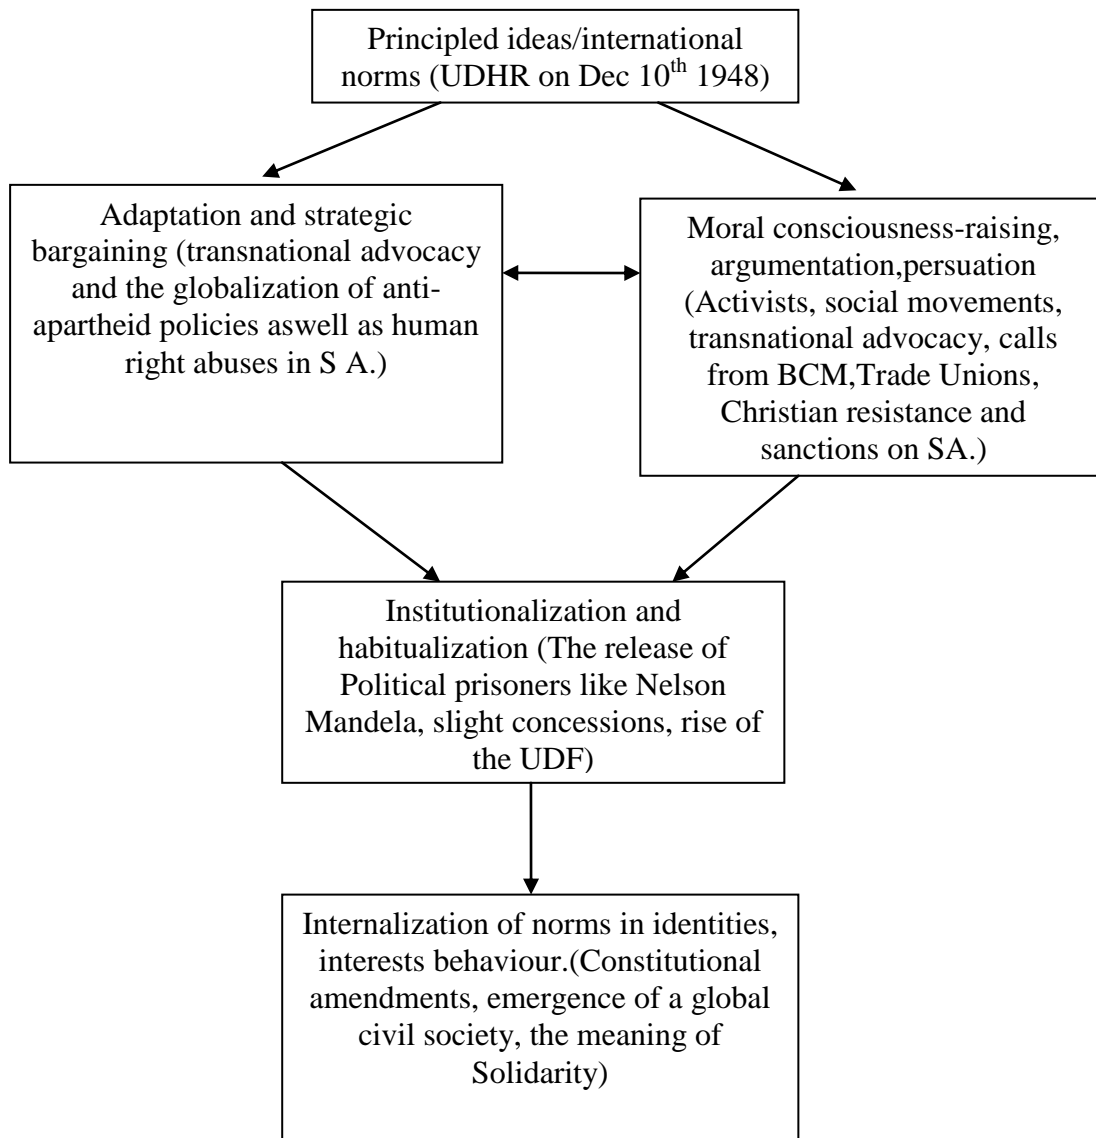 Principled ideas/international
norms (UDHR on Dec 10th 1948)
Adaptation and strategic
bargaining (transnational advocacy
and the globalization of anti-
apartheid policies aswell as human
right abuses in S A.)
Moral consciousness-raising,
argumentation,persuation
(Activists, social movements,
transnational advocacy, calls
from BCM,Trade Unions,
Christian resistance and
sanctions on SA.)
Institutionalization and
habitualization (The release of
Political prisoners like Nelson
Mandela, slight concessions, rise of
the UDF)
Internalization of norms in identities,
interests behaviour.(Constitutional
amendments, emergence of a global
civil society, the meaning of
Solidarity)